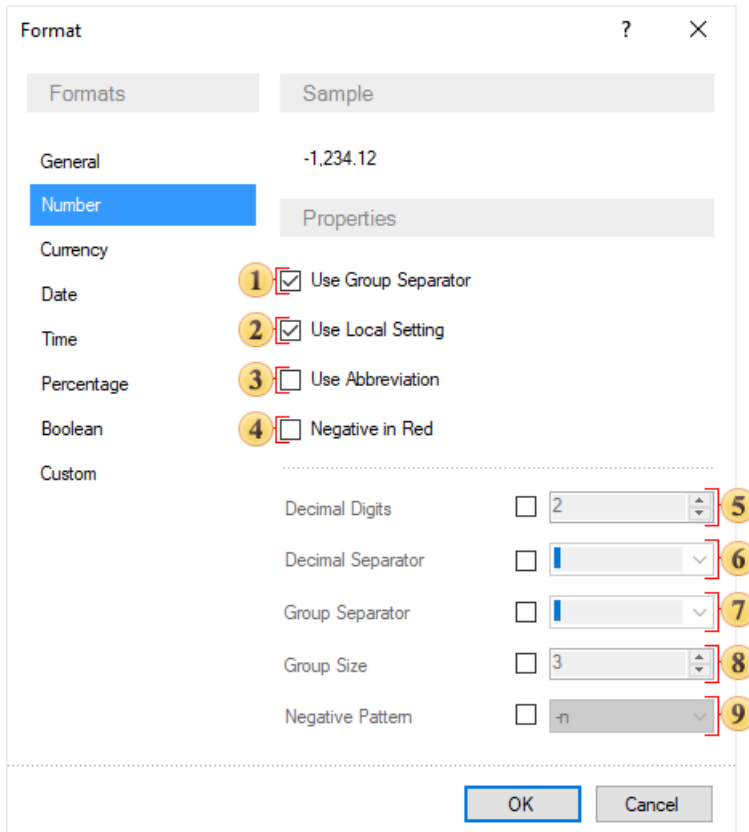 Format ?
Formats
Sample
General
-1,234.12
Number
Properties
Currency
1 Use Group Separator
Date
2 Use Local Setting
Time
3 Use Abbreviation
Percentage
4 Negative in Red
Boolean
Custom
Decimal Digits 2 5
Decimal Separator 6
Group Separator 7
Group Size 3 8
Negative Pattern -n 9
OK Cancel